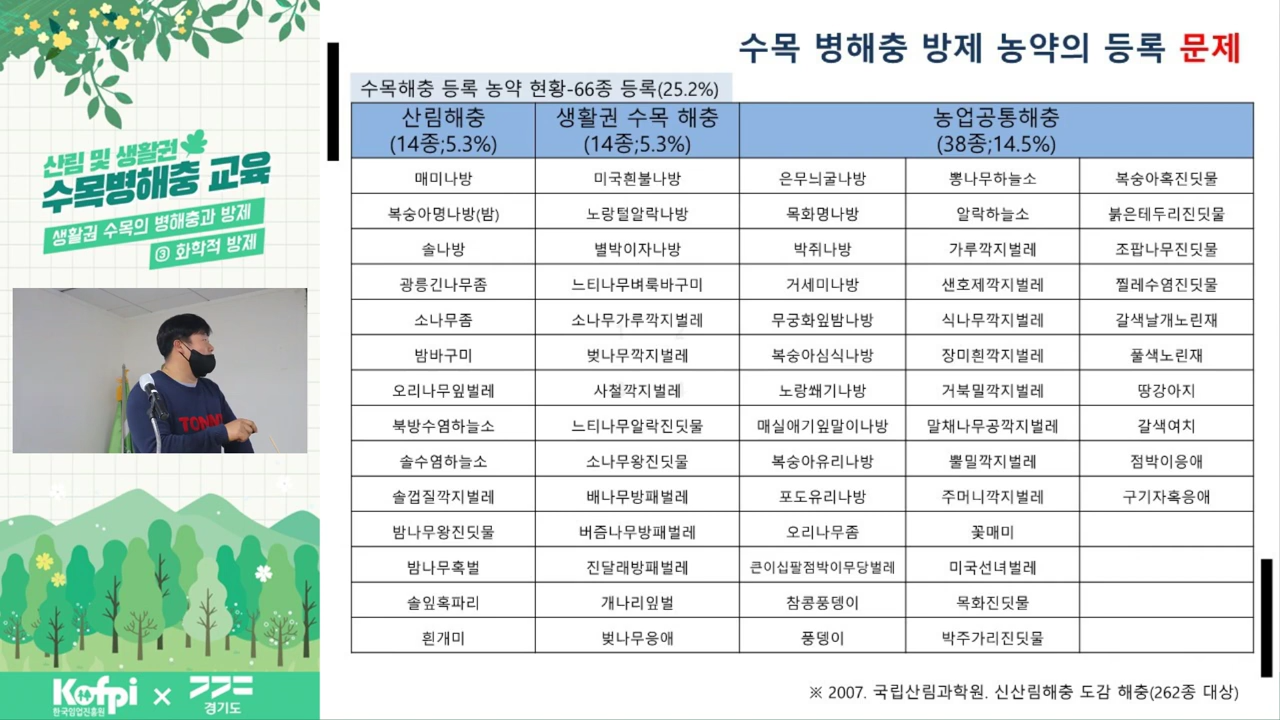 산림 및 생활권
수목병해충 교육
생활권 수목의 병해충과 방제
③ 화학적 방제
TOMM
Kofpi
한국임업진흥원
×
경기도
수목 병해충 방제 농약의 등록 문제
수목해충 등록 농약 현황-66종 등록(25.2%)
산림해충 생활권 수목 해충 농업공통해충
(14종;5.3%) (14종;5.3%) (38종;14.5%)
매미나방 미국흰불나방 은무늬굴나방 뽕나무하늘소 복숭아혹진딧물
복숭아명나방(밤) 노랑털알락나방 목화명나방 알락하늘소 붉은테두리진딧물
솔나방 별박이자나방 박쥐나방 가루깍지벌레 조팝나무진딧물
광릉긴나무좀 느티나무벼룩바구미 거세미나방 샌호제깍지벌레 찔레수염진딧물
소나무좀 소나무가루깍지벌레 무궁화잎밤나방 식나무깍지벌레 갈색날개노린재
밤바구미 벚나무깍지벌레 복숭아심식나방 장미흰깍지벌레 풀색노린재
오리나무잎벌레 사철깍지벌레 노랑쐐기나방 거북밀깍지벌레 땅강아지
북방수염하늘소 느티나무알락진딧물 매실애기잎말이나방 말채나무공깍지벌레 갈색여치
솔수염하늘소 소나무왕진딧물 복숭아유리나방 뿔밀깍지벌레 점박이응애
솔껍질깍지벌레 배나무방패벌레 포도유리나방 주머니깍지벌레 구기자혹응애
밤나무왕진딧물 버즘나무방패벌레 오리나무좀 꽃매미
밤나무혹벌 진달래방패벌레 큰이십팔점박이무당벌레 미국선녀벌레
솔잎혹파리 개나리잎벌 참콩풍뎅이 목화진딧물
흰개미 벚나무응애 풍뎅이 박주가리진딧물
※ 2007. 국립산림과학원. 신산림해충 도감 해충(262종 대상)